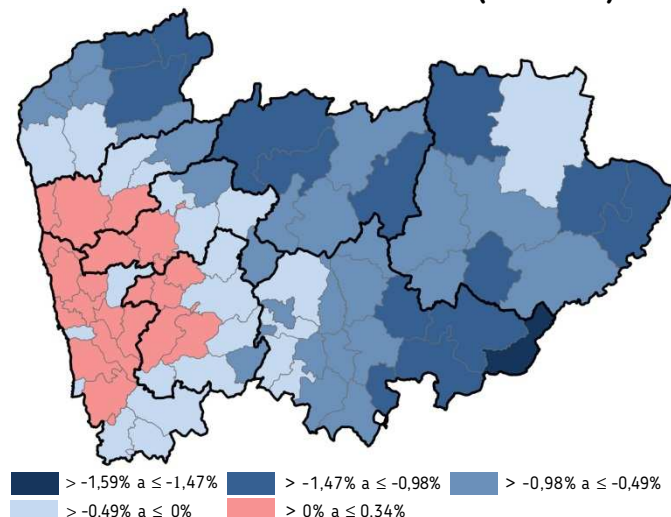 > -1,59% a ≤ -1,47% > -1,47% a ≤ -0,98% > -0,98% a ≤ -0,49%
> -0.49% a ≤ 0% > 0% a ≤ 0.34%